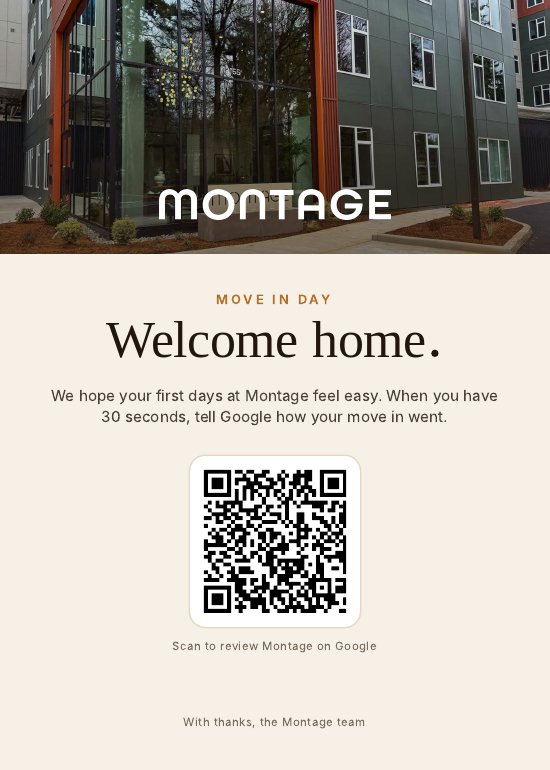 MONTAGE
MOVE IN DAY
Welcome home.
We hope your first days at Montage feel easy. When you have
30 seconds, tell Google how your move in went.
Scan to review Montage on Google
With thanks, the Montage team